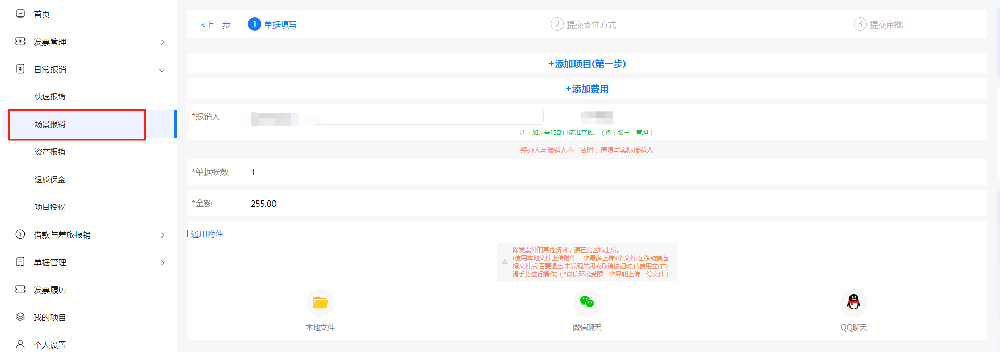 首页
发票管理
日常报销
快速报销
场景报销
资产报销
退质保金
项目授权
借款与差旅报销
单据管理
发票履历
我的项目
个人设置
<上一步
1 单据填写
2 提交支付方式
3 提交审批
+添加项目(第一步)
+添加费用
*报销人
注：加逗号和部门精准查找。（例：张三，管理）
经办人与报销人不一致时，请填写实际报销人
*单据张数 1
*金额 255.00
通用附件
除发票外的其他资料，请在此区域上传。
(使用本地文件上传附件,一次最多上传9个文件,在移动端选
择文件后,若要退出,未发现关闭或取消按钮时,请使用左(右)
滑手势进行操作)（*微信环境受限一次只能上传一份文件）
本地文件
微信聊天
QQ聊天